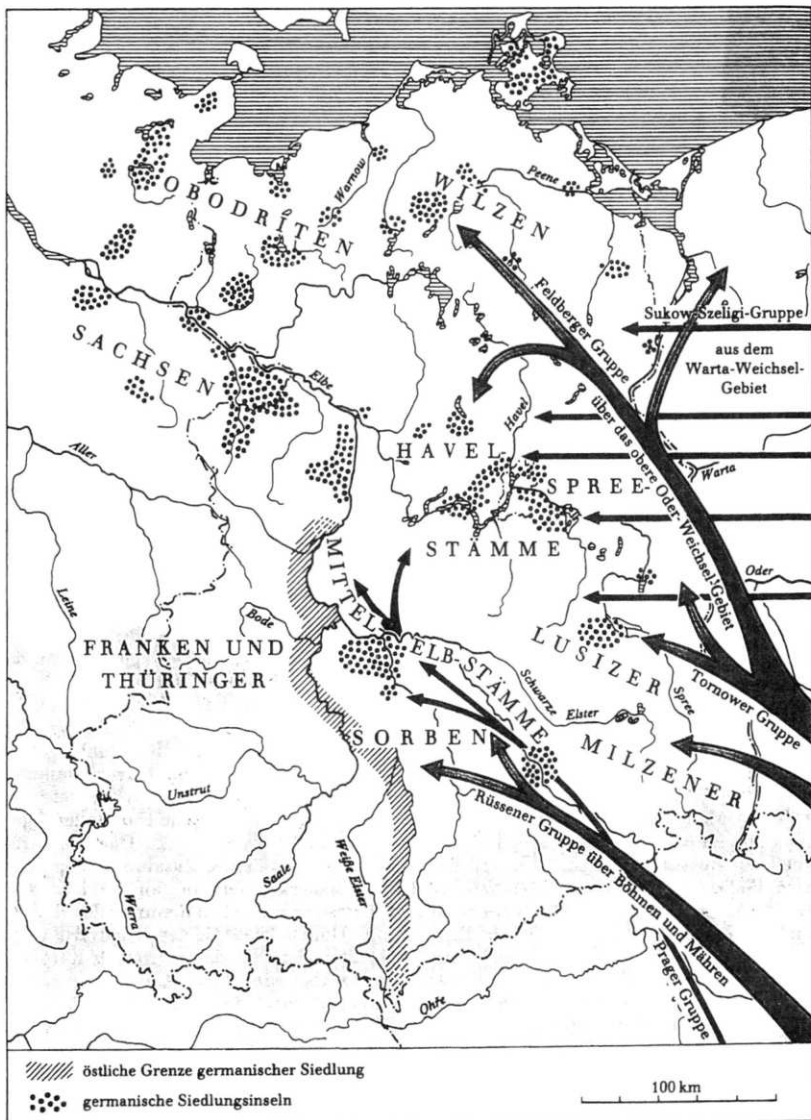 OBODRITEN
Warnow
WILZEN
Peene
SACHSEN
Feldberger Gruppe
über das obere Oder-Weichsel-Gebiet
Sukow-Szeligi-Gruppe
aus dem
Warta-Weichsel-
Gebiet
Elbe
Aller
HAVEL-
Havel
SPREE-
Warta
STÄMME
MITTEL-
ELB-STÄMME
Leine
Bode
Oder
FRANKEN UND
THÜRINGER
LUSIZER
Spree
Tornower Gruppe
Schwarze
Elster
SORBEN
MILZENER
Unstrut
Saale
Weiße Elster
Werra
Rüssener Gruppe über Böhmen und Mähren
Prager Gruppe
Ohře
östliche Grenze germanischer Siedlung
germanische Siedlungsinseln
100 km